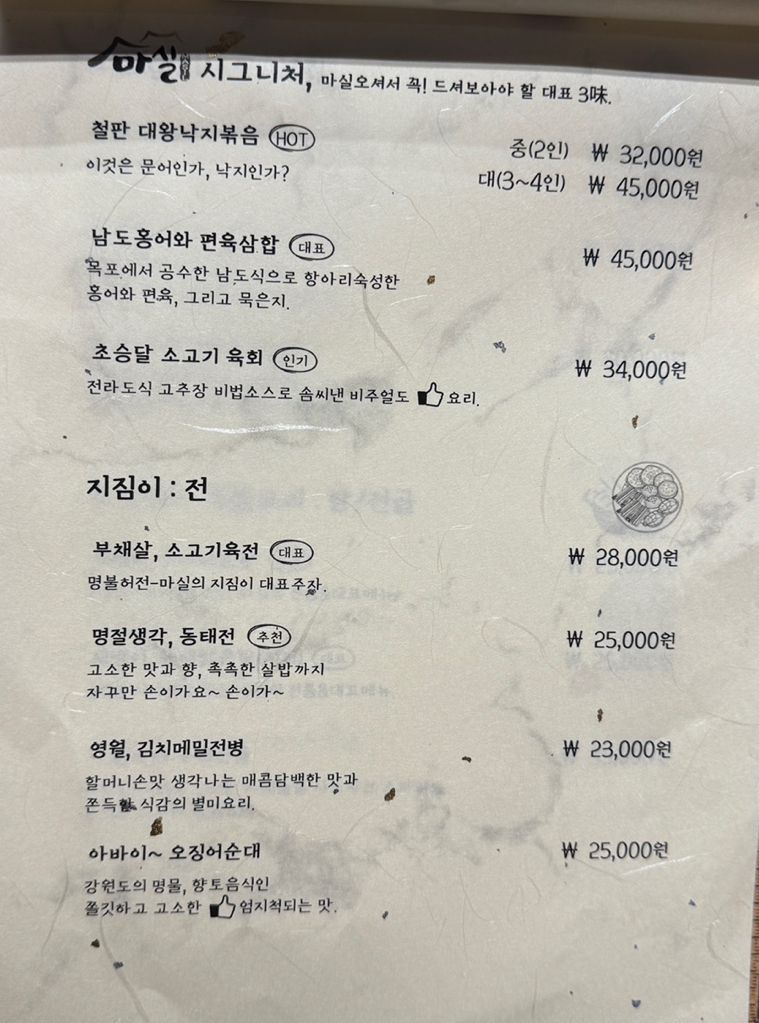 마실 시그니처, 마실오셔서 꼭! 드셔보아야 할 대표 3味.
철판 대왕낙지볶음 HOT
중(2인) ₩ 32,000원
이것은 문어인가, 낙지인가?
대(3~4인) ₩ 45,000원
남도홍어와 편육삼합 대표
₩ 45,000원
목포에서 공수한 남도식으로 항아리숙성한
홍어와 편육, 그리고 묵은지.
초승달 소고기 육회 인기
₩ 34,000원
전라도식 고추장 비법소스로 솜씨낸 비주얼도 요리.
지짐이 : 전
부채살, 소고기육전 대표
₩ 28,000원
명불허전-마실의 지짐이 대표주자.
명절생각, 동태전 추천
₩ 25,000원
고소한 맛과 향, 촉촉한 살밥까지
자꾸만 손이가요~ 손이가~
영월, 김치메밀전병
₩ 23,000원
할머니손맛 생각나는 매콤담백한 맛과
쫀득 식감의 별미요리.
아바이~ 오징어순대
₩ 25,000원
강원도의 명물, 향토음식인
쫄깃하고 고소한 엄지척되는 맛.